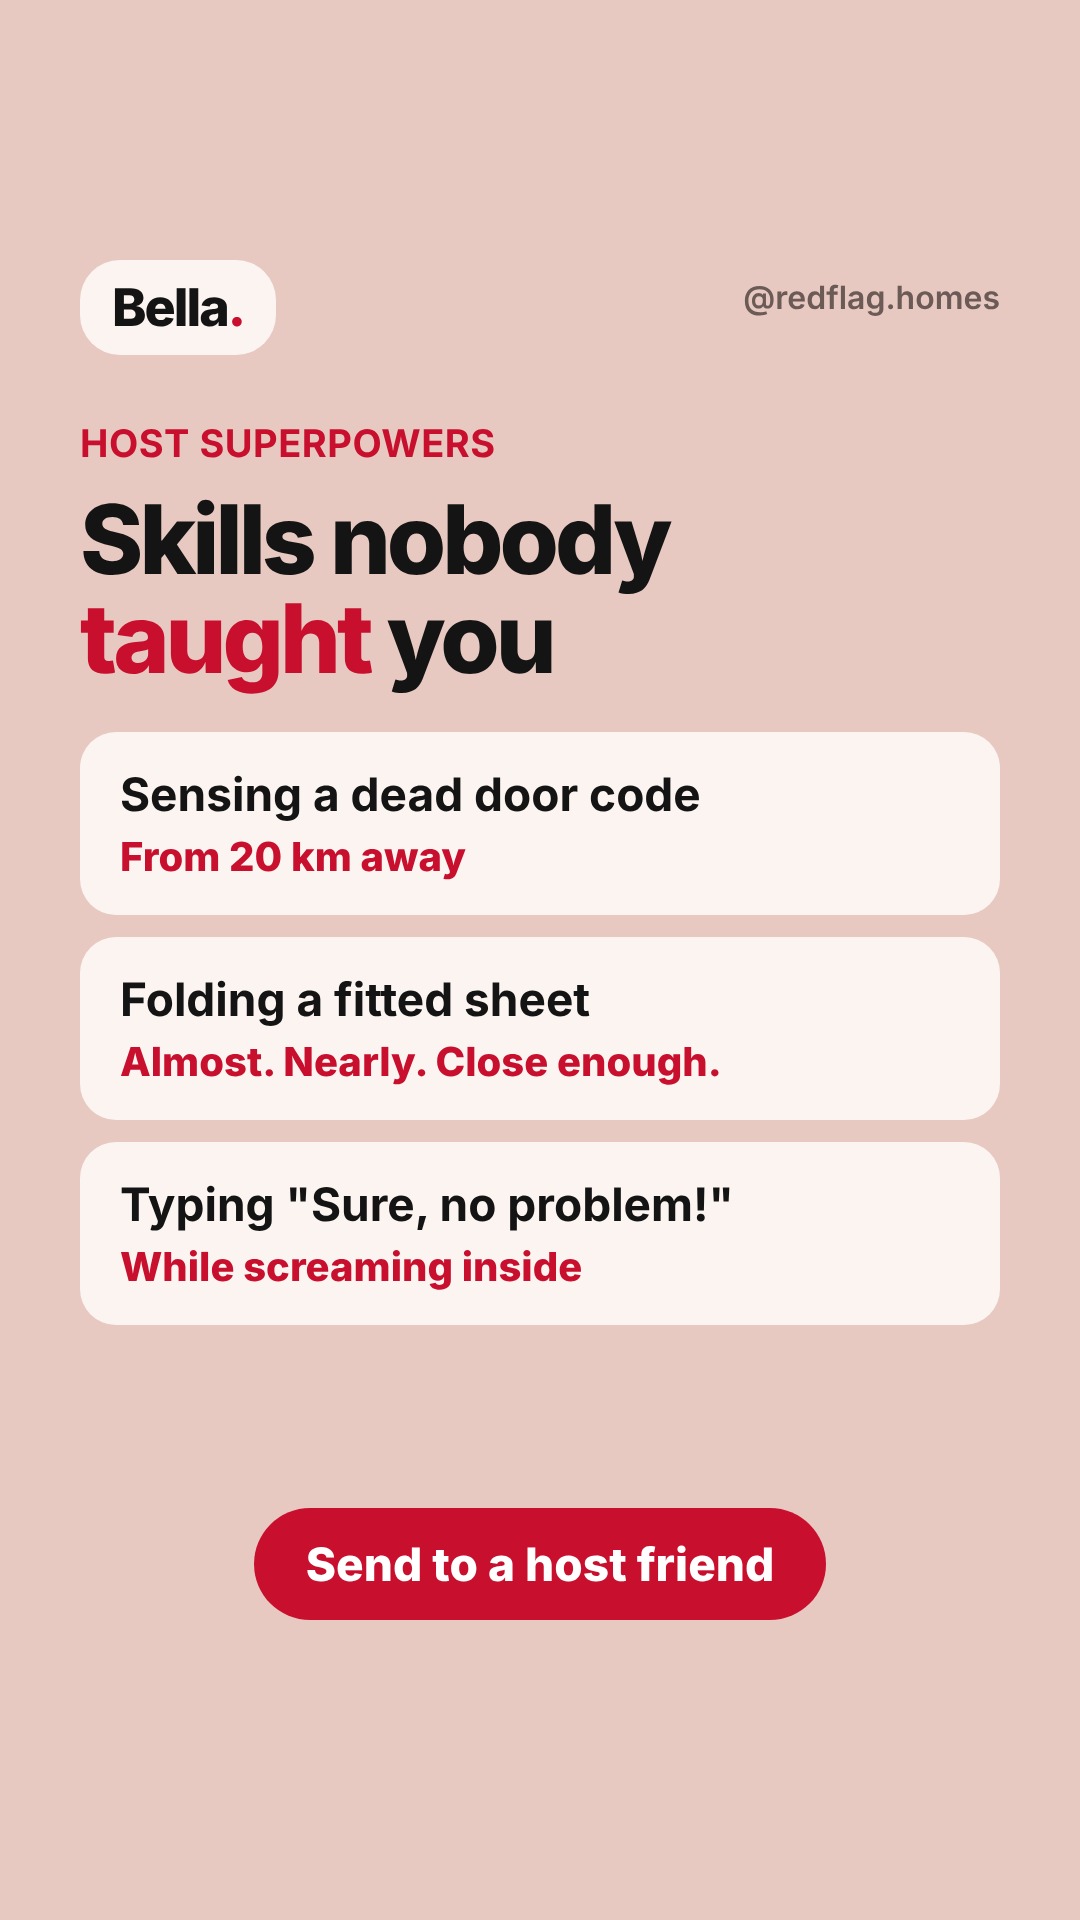 Bella.
@redflag.homes
HOST SUPERPOWERS
Skills nobody
taught you
Sensing a dead door code
From 20 km away
Folding a fitted sheet
Almost. Nearly. Close enough.
Typing "Sure, no problem!"
While screaming inside
Send to a host friend